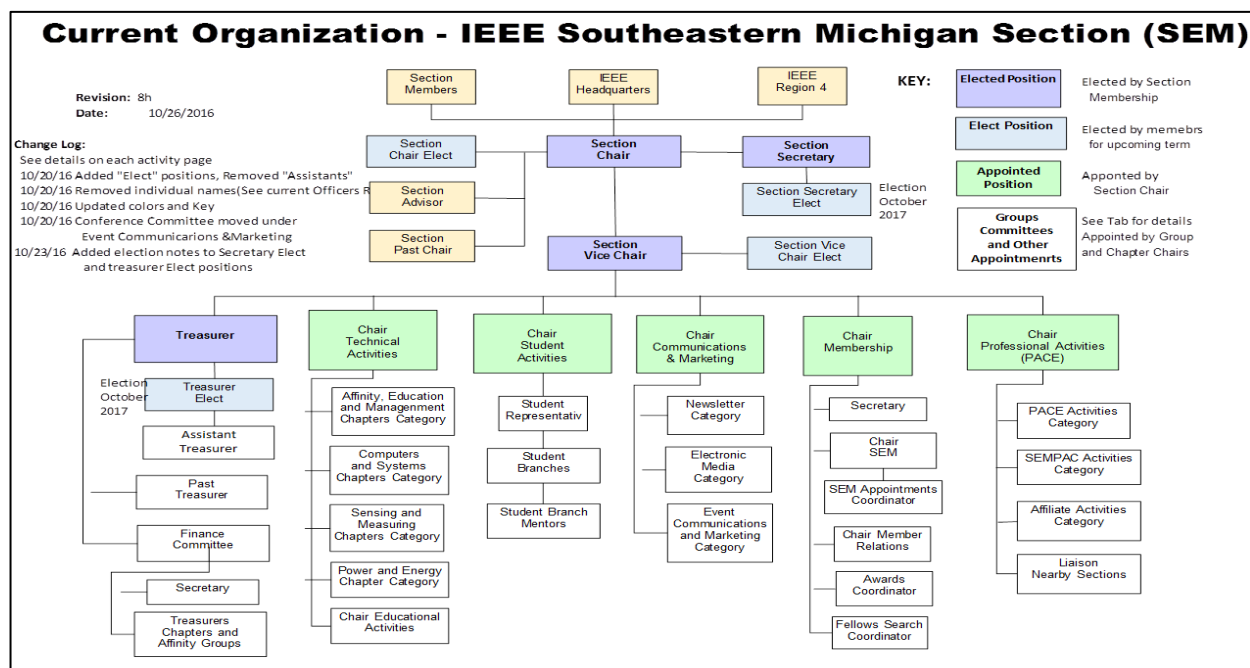 Current Organization - IEEE Southeastern Michigan Section (SEM)
Revision: 8h
Date: 10/26/2016
Change Log:
See details on each activity page
10/20/16 Added "Elect" positions, Removed "Assistants"
10/20/16 Removed individual names(See current Officers R
10/20/16 Updated colors and Key
10/20/16 Conference Committee moved under
Event Communicarions &Marketing
10/23/16 Added election notes to Secretary Elect
and treasurer Elect positions
Section
Members
IEEE
Headquarters
IEEE
Region 4
KEY:
Elected Position
Elected by Section
Membership
Elect Position
Elected by memebrs
for upcoming term
Appointed
Position
Apponted by
Section Chair
Groups
Committees
and Other
Appointmenrts
See Tab for details
Appointed by Group
and Chapter Chairs
Section
Chair Elect
Section
Chair
Section
Secretary
Section
Advisor
Section Secretary
Elect
Election
October
2017
Section
Past Chair
Section
Vice Chair
Section Vice
Chair Elect
Treasurer
Election
October
2017
Treasurer
Elect
Assistant
Treasurer
Past
Treasurer
Finance
Committee
Secretary
Treasurers
Chapters and
Affinity Groups
Chair
Technical
Activities
Affinity, Education
and Managenment
Chapters Category
Computers
and Systems
Chapters Category
Sensing and
Measuring
Chapters Category
Power and Energy
Chapter Category
Chair Educational
Activities
Chair
Student
Activities
Student
Representativ
Student
Branches
Student Branch
Mentors
Chair
Communications
& Marketing
Newsletter
Category
Electronic
Media
Category
Event
Communications
and Marketing
Category
Chair
Membership
Secretary
Chair
SEM
SEM Appointments
Coordinator
Chair Member
Relations
Awards
Coordinator
Fellows Search
Coordinator
Chair
Professional Activities
(PACE)
PACE Activities
Category
SEMPAC Activities
Category
Affiliate Activities
Category
Liaison
Nearby Sections